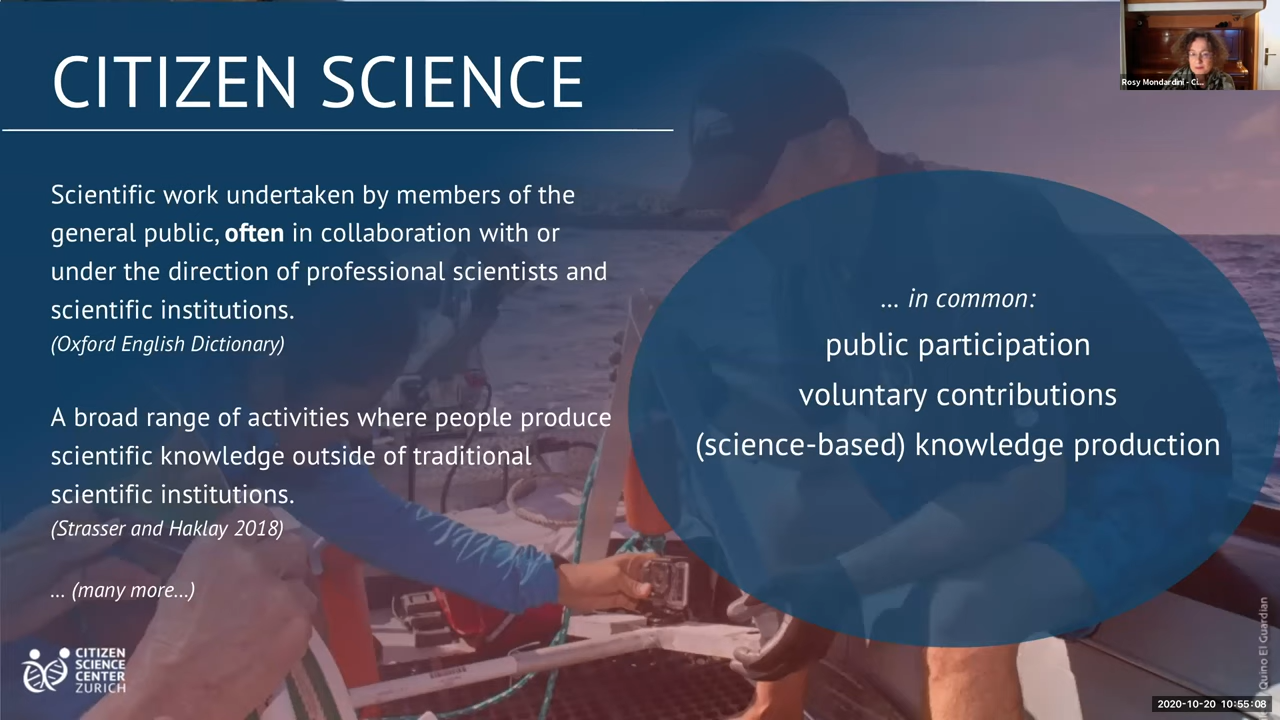 CITIZEN SCIENCE
Rosy Mondardini - Ci...
Scientific work undertaken by members of the
general public, often in collaboration with or
under the direction of professional scientists and
scientific institutions.
(Oxford English Dictionary)
A broad range of activities where people produce
scientific knowledge outside of traditional
scientific institutions.
(Strasser and Haklay 2018)
... (many more...)
... in common:
public participation
voluntary contributions
(science-based) knowledge production
CITIZEN
SCIENCE
CENTER
ZURICH
Quino El Guardian
2020-10-20 10:55:08